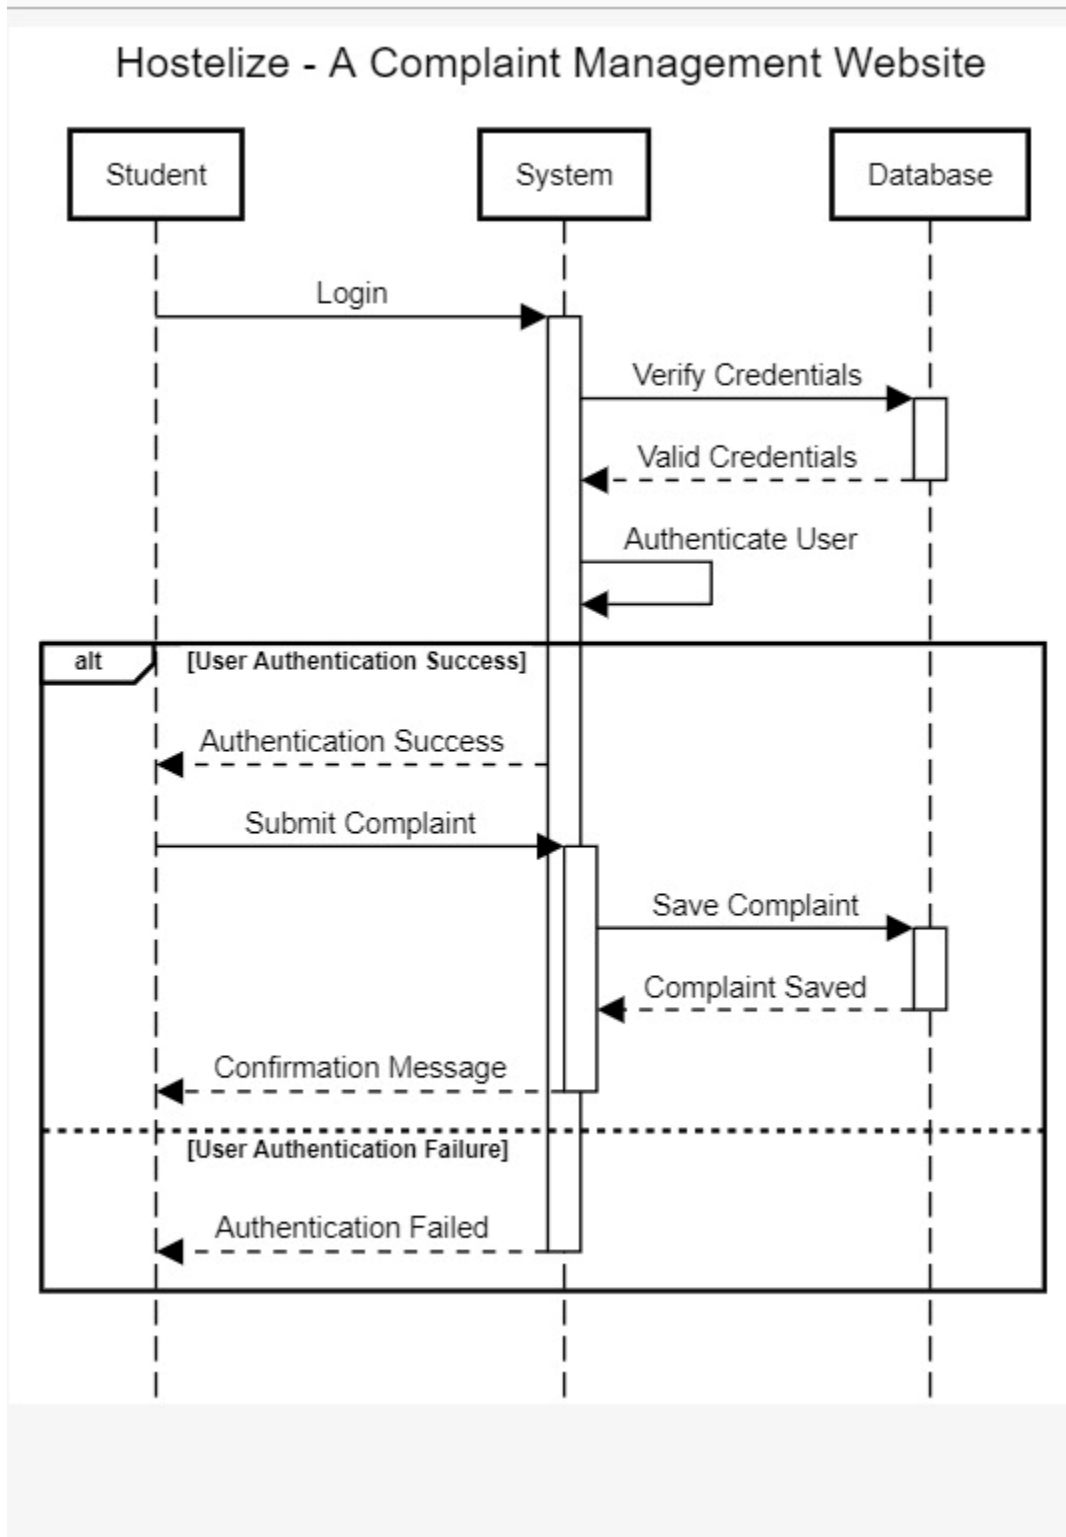 Hostelize - A Complaint Management Website
Student
System
Database
Login
Verify Credentials
Valid Credentials
Authenticate User
alt
[User Authentication Success]
Authentication Success
Submit Complaint
Save Complaint
Complaint Saved
Confirmation Message
[User Authentication Failure]
Authentication Failed